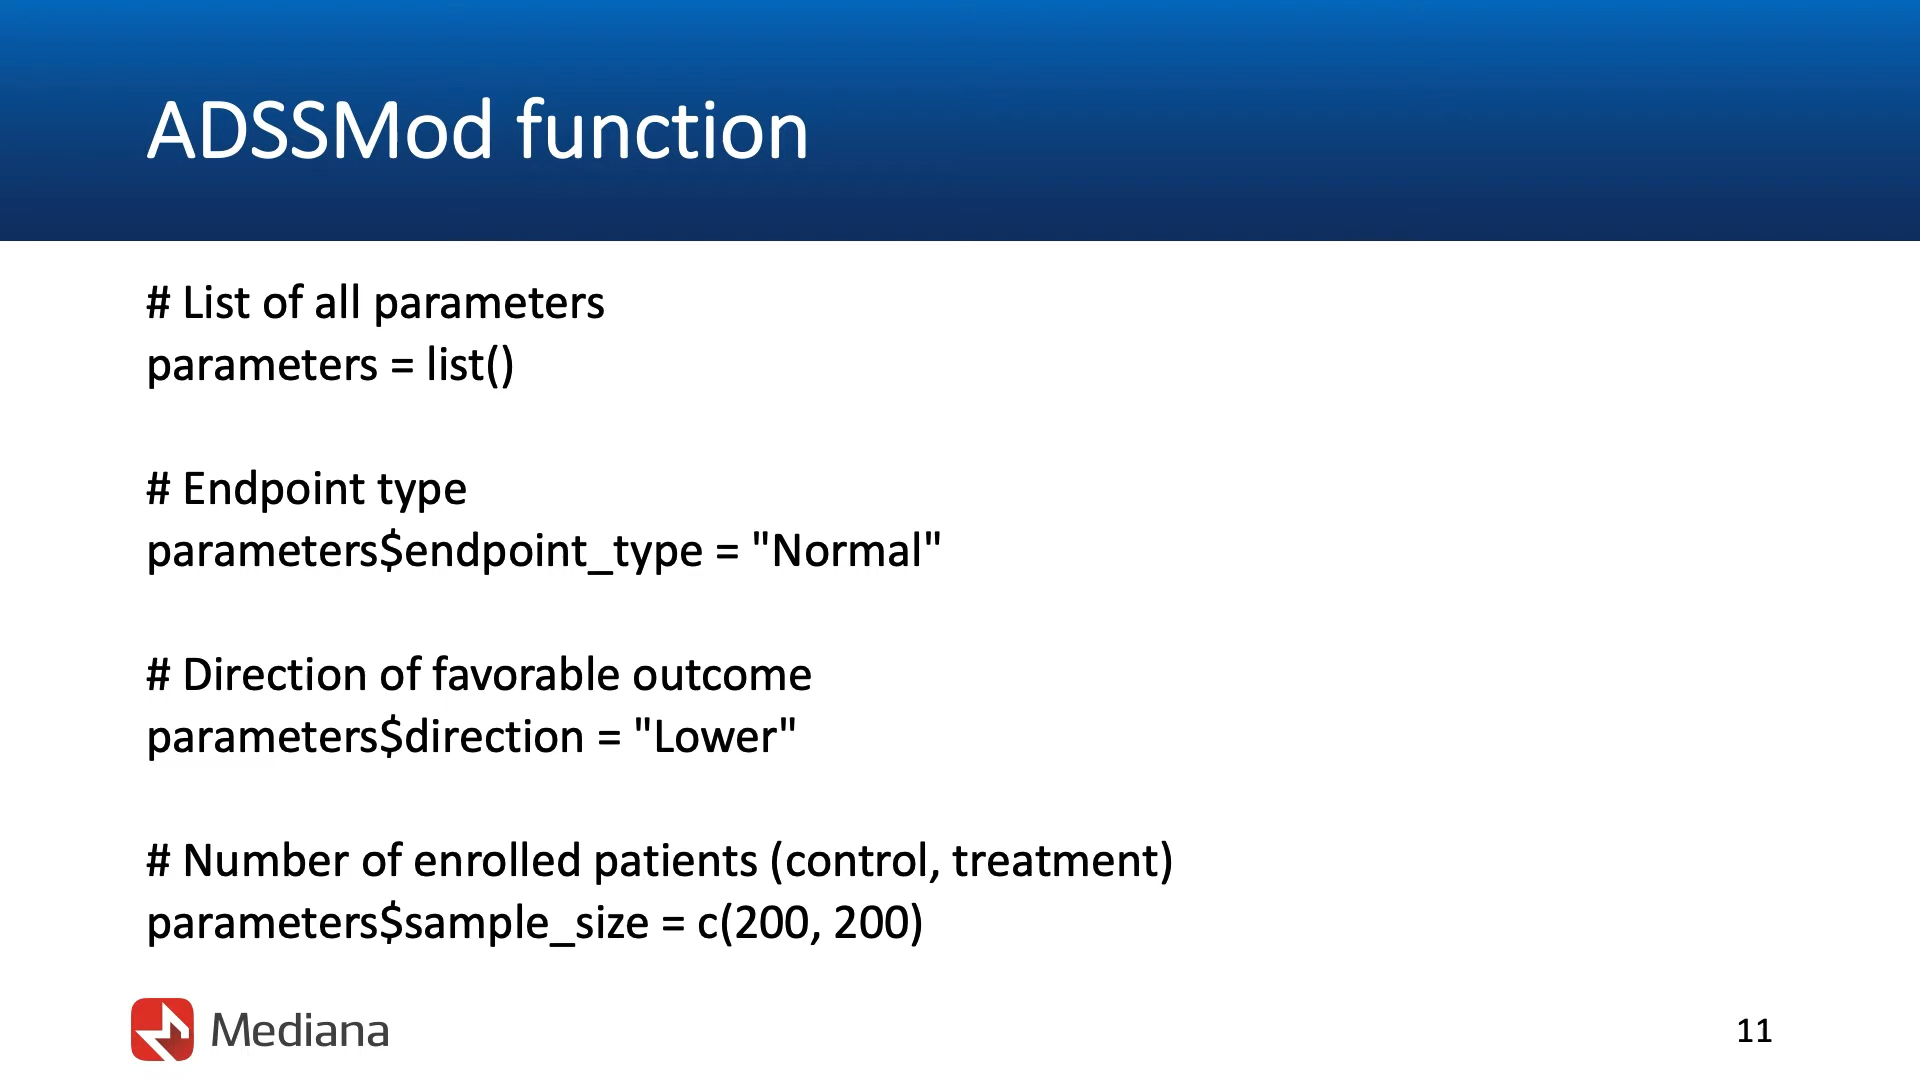 ADSSMod function
# List of all parameters
parameters = list()
# Endpoint type
parameters$endpoint_type = "Normal"
# Direction of favorable outcome
parameters$direction = "Lower"
# Number of enrolled patients (control, treatment)
parameters$sample_size = c(200, 200)
Mediana
11